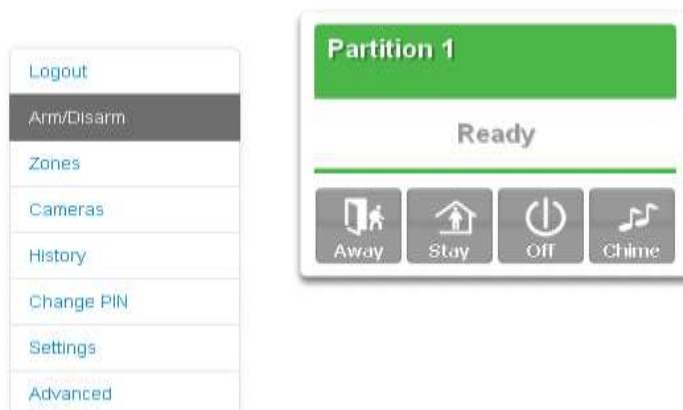 Logout
Arm/Disarm
Zones
Cameras
History
Change PIN
Settings
Advanced
Partition 1
Ready
Away Stay Off Chime